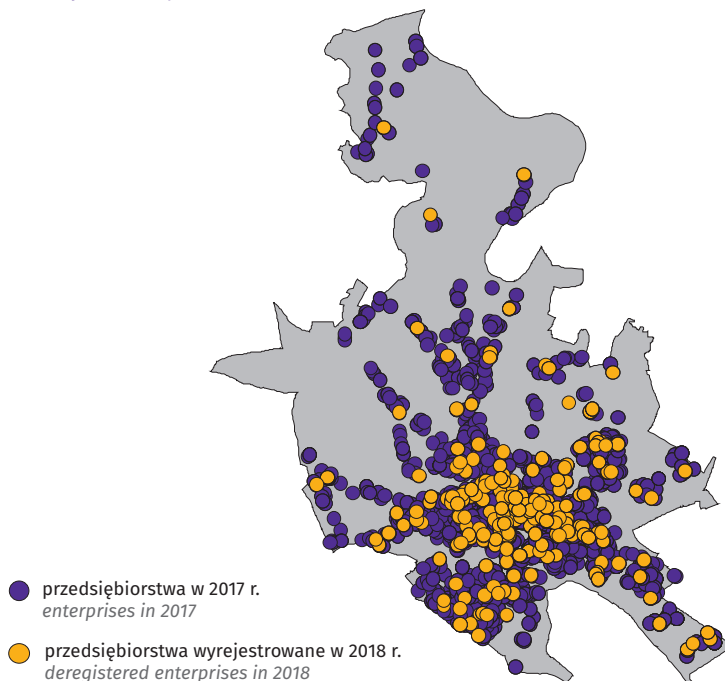 przedsiębiorstwa w 2017 r.
enterprises in 2017
przedsiębiorstwa wyrejestrowane w 2018 r.
deregistered enterprises in 2018